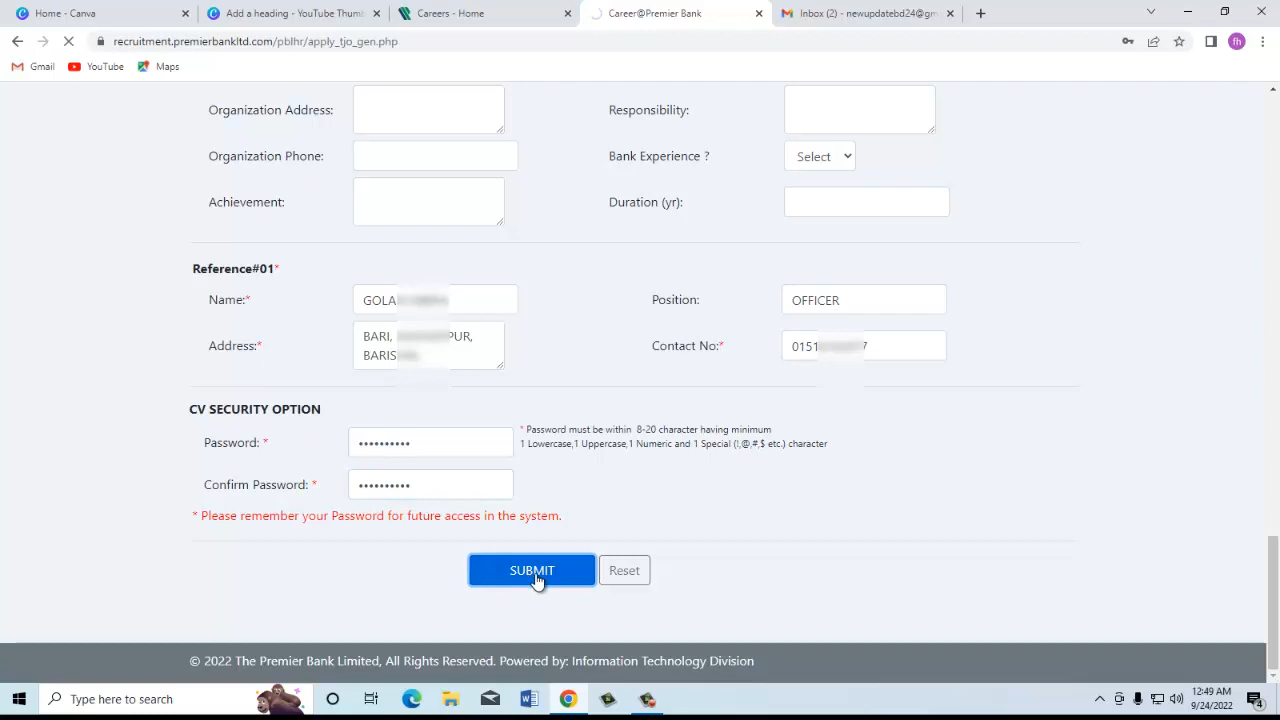 Home - Canva
Add a heading - YouTube Thumb
Careers - Home
Career@Premier Bank
Inbox (2) - newupdatebd24@gm
recruitment.premierbankltd.com/pblhr/apply_tjo_gen.php
fh
Gmail YouTube Maps
Organization Address: Responsibility:
Organization Phone: Bank Experience ? Select
Achievement: Duration (yr):
Reference#01*
Name:* GOLA Position: OFFICER
Address:* BARI, PUR, Contact No:* 0151 7
BARIS
CV SECURITY OPTION
Password: * •••••••••• * Password must be within 8-20 character having minimum
1 Lowercase,1 Uppercase,1 Numeric and 1 Special (!,@,#,$ etc.) character
Confirm Password: * ••••••••••
* Please remember your Password for future access in the system.
SUBMIT Reset
© 2022 The Premier Bank Limited, All Rights Reserved. Powered by: Information Technology Division
Type here to search
12:49 AM
9/24/2022
4